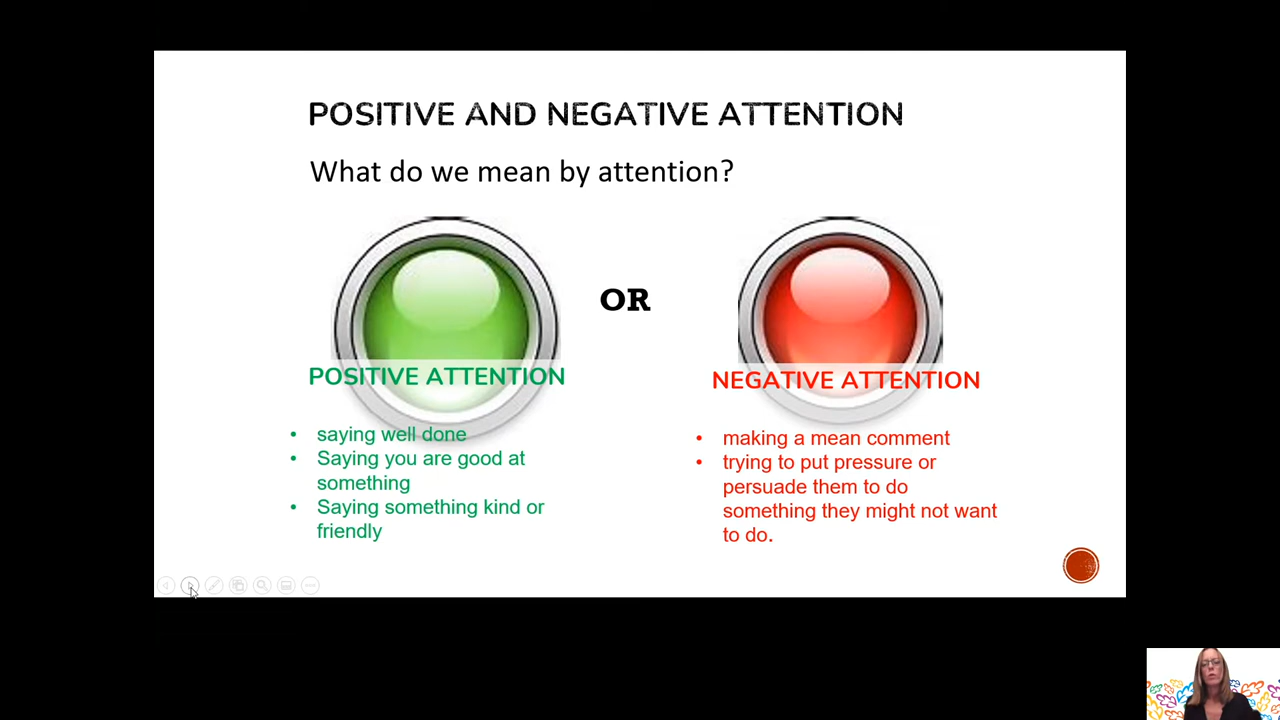 POSITIVE AND NEGATIVE ATTENTION
What do we mean by attention?
OR
POSITIVE ATTENTION
• saying well done
• Saying you are good at
something
• Saying something kind or
friendly
NEGATIVE ATTENTION
• making a mean comment
• trying to put pressure or
persuade them to do
something they might not want
to do.